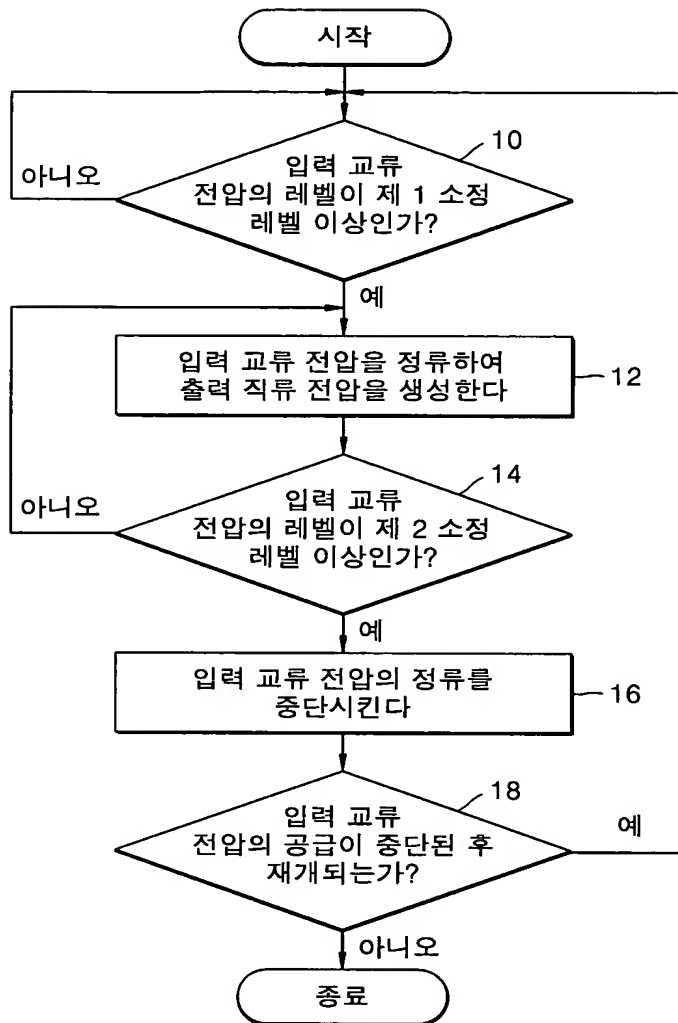 시작
10
아니오
입력 교류
전압의 레벨이 제 1 소정
레벨 이상인가?
예
입력 교류 전압을 정류하여
출력 직류 전압을 생성한다
12
14
아니오
입력 교류
전압의 레벨이 제 2 소정
레벨 이상인가?
예
입력 교류 전압의 정류를
중단시킨다
16
18
입력 교류
전압의 공급이 중단된 후
재개되는가?
예
아니오
종료